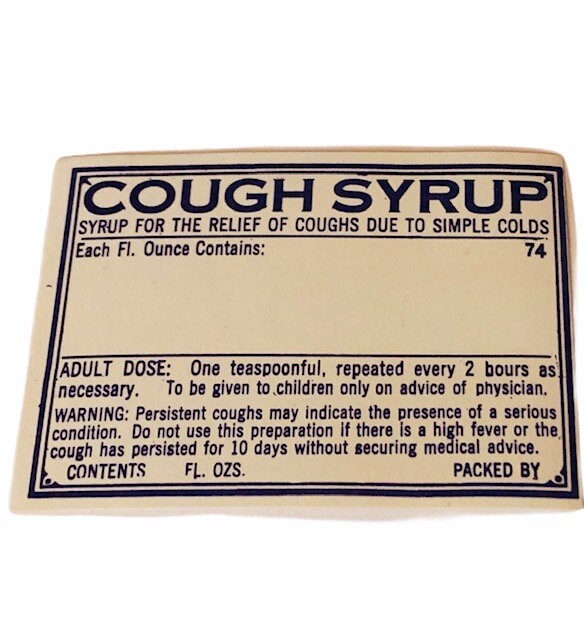 COUGH SYRUP
SYRUP FOR THE RELIEF OF COUGHS DUE TO SIMPLE COLDS
Each Fl. Ounce Contains: 74
ADULT DOSE: One teaspoonful, repeated every 2 hours as
necessary. To be given to children only on advice of physician.
WARNING: Persistent coughs may indicate the presence of a serious
condition. Do not use this preparation if there is a high fever or the
cough has persisted for 10 days without securing medical advice.
CONTENTS FL. OZS. PACKED BY